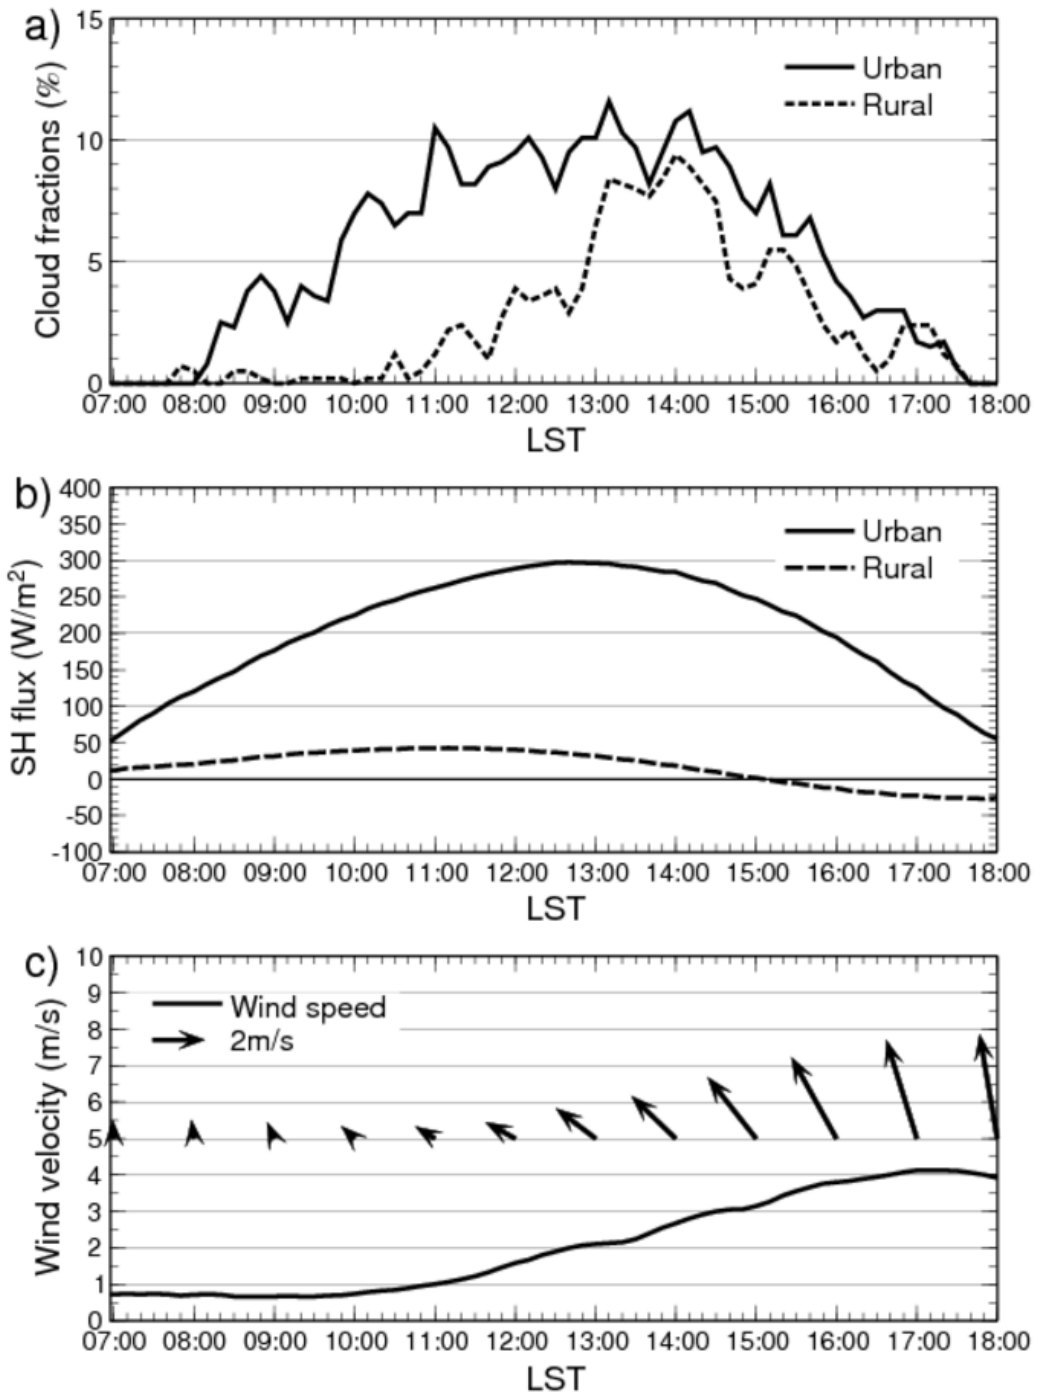 a)
15
10
5
0
Cloud fractions (%)
Urban
Rural
07:00 08:00 09:00 10:00 11:00 12:00 13:00 14:00 15:00 16:00 17:00 18:00
LST
b)
400
350
300
250
200
150
100
50
0
-50
-100
SH flux (W/m²)
Urban
Rural
07:00 08:00 09:00 10:00 11:00 12:00 13:00 14:00 15:00 16:00 17:00 18:00
LST
c)
10
9
8
7
6
5
4
3
2
1
0
Wind velocity (m/s)
Wind speed
2m/s
07:00 08:00 09:00 10:00 11:00 12:00 13:00 14:00 15:00 16:00 17:00 18:00
LST